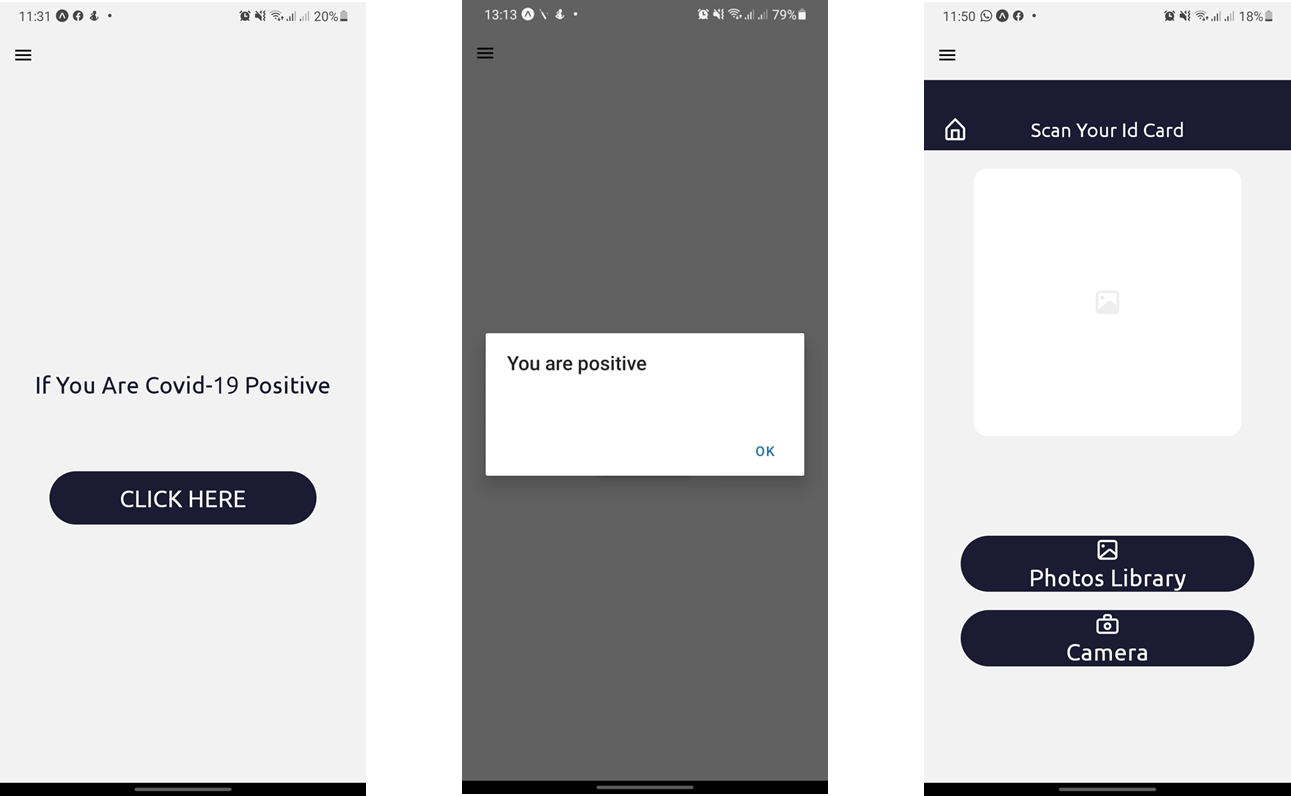 11:31
20%
If You Are Covid-19 Positive
CLICK HERE
13:13
79%
You are positive
OK
11:50
18%
Scan Your Id Card
Photos Library
Camera